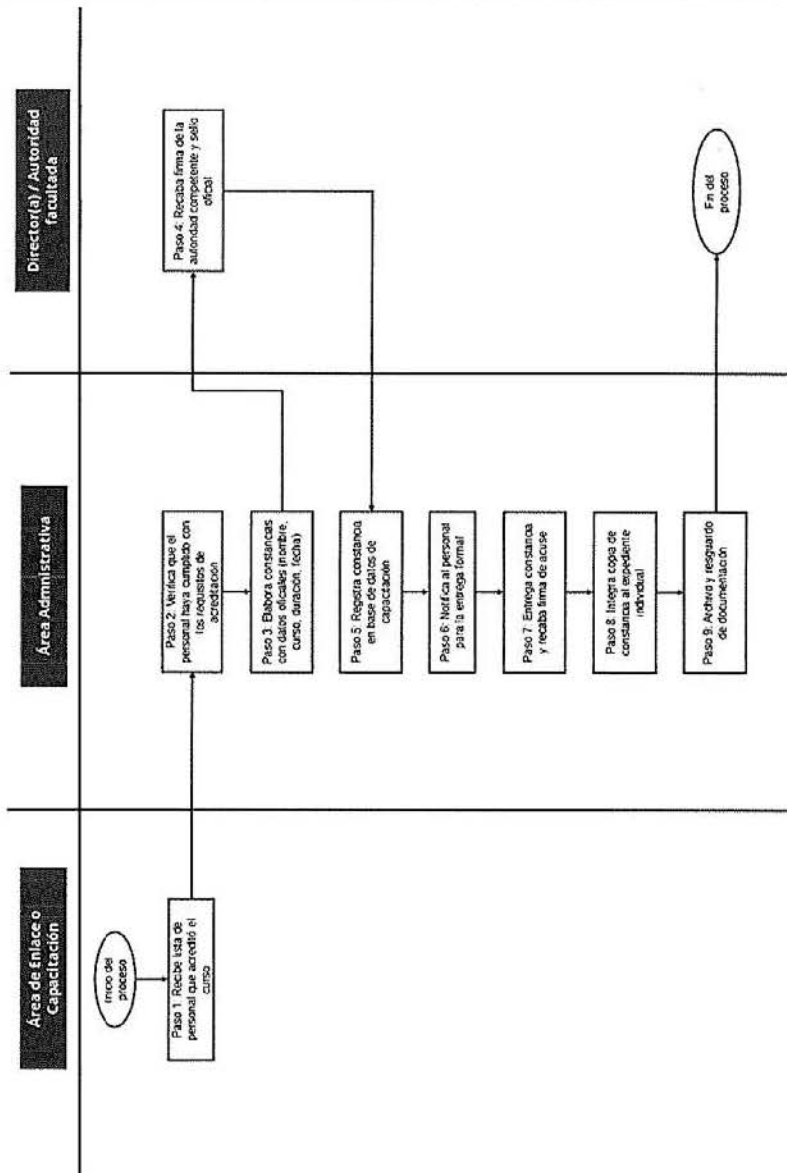 Área de Enlace o
Capacitación
Área Administrativa
Director(a) / Autoridad
facultada
Inicio del
proceso
Paso 1: Recibe lista de
personal que acreditó el
curso
Paso 2: Verifica que el
personal haya cumplido con
los requisitos de
acreditación
Paso 3: Elabora constancias
con datos oficiales (nombre,
curso, duración, fecha)
Paso 4: Recaba firma de la
autoridad competente y sello
oficial
Paso 5: Registra constancia
en base de datos de
capacitación
Paso 6: Notifica al personal
para la entrega formal
Paso 7: Entrega constancia
y recaba firma de acuse
Paso 8: Integra copia de
constancia al expediente
individual
Paso 9: Archivo y resguardo
de documentación
Fin del
proceso